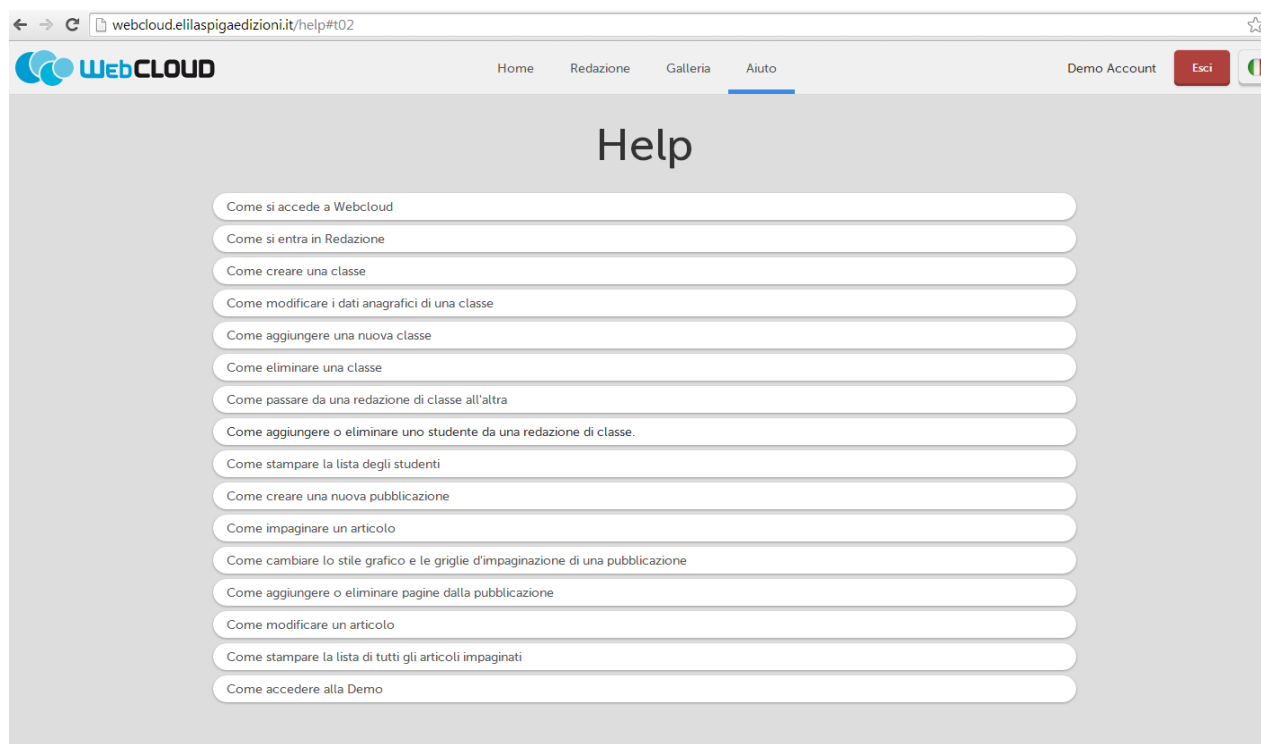 webcloud.elilaspigaedizioni.it/help#t02
WebCLOUD
Home Redazione Galleria Aiuto Demo Account Esci
Help
Come si accede a Webcloud
Come si entra in Redazione
Come creare una classe
Come modificare i dati anagrafici di una classe
Come aggiungere una nuova classe
Come eliminare una classe
Come passare da una redazione di classe all'altra
Come aggiungere o eliminare uno studente da una redazione di classe.
Come stampare la lista degli studenti
Come creare una nuova pubblicazione
Come impaginare un articolo
Come cambiare lo stile grafico e le griglie d'impaginazione di una pubblicazione
Come aggiungere o eliminare pagine dalla pubblicazione
Come modificare un articolo
Come stampare la lista di tutti gli articoli impaginati
Come accedere alla Demo